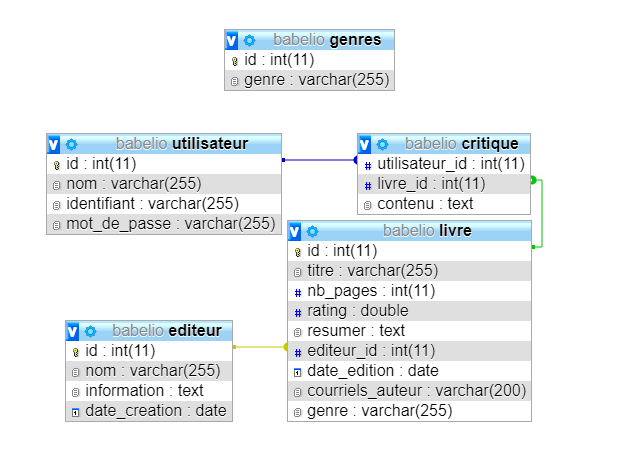 babelio genres
id : int(11)
genre : varchar(255)
babelio utilisateur
id : int(11)
nom : varchar(255)
identifiant : varchar(255)
mot_de_passe : varchar(255)
babelio critique
utilisateur_id : int(11)
livre_id : int(11)
contenu : text
babelio livre
id : int(11)
titre : varchar(255)
nb_pages : int(11)
rating : double
resumer : text
editeur_id : int(11)
date_edition : date
courriels_auteur : varchar(200)
genre : varchar(255)
babelio editeur
id : int(11)
nom : varchar(255)
information : text
date_creation : date